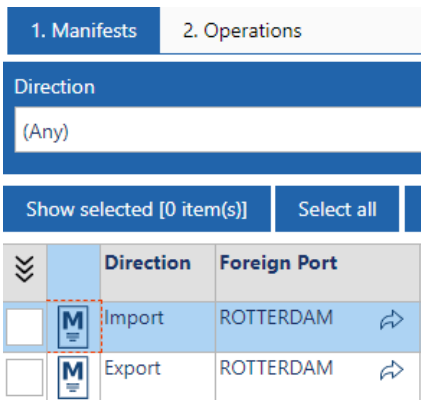 1. Manifests 2. Operations
Direction
(Any)
Show selected [0 item(s)] Select all
Direction Foreign Port
M Import ROTTERDAM
M Export ROTTERDAM